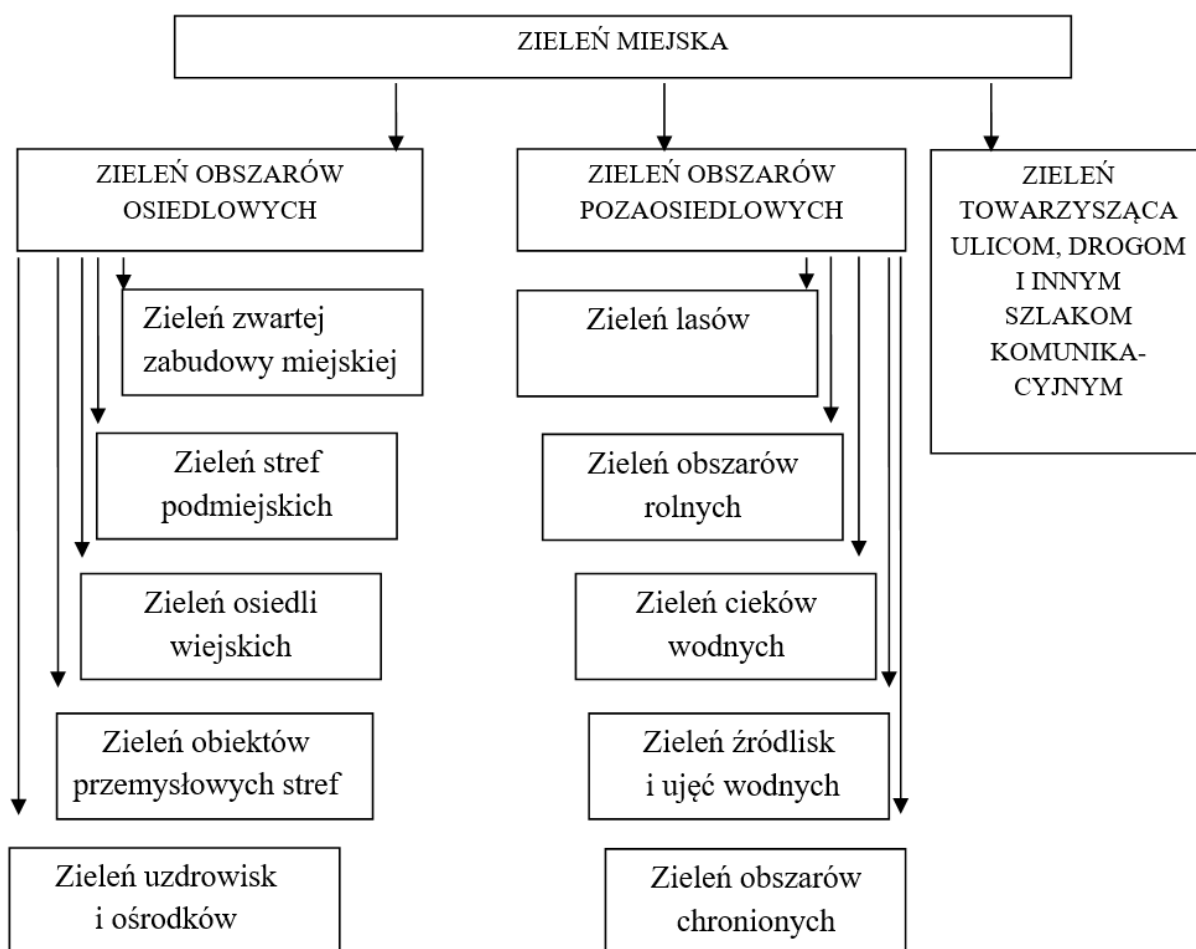 ZIELEŃ MIEJSKA
ZIELEŃ OBSZARÓW
OSIEDLOWYCH
Zieleń zwartej
zabudowy miejskiej
Zieleń stref
podmiejskich
Zieleń osiedli
wiejskich
Zieleń obiektów
przemysłowych stref
Zieleń uzdrowisk
i ośrodków
ZIELEŃ OBSZARÓW
POZAOSIEDLOWYCH
Zieleń lasów
Zieleń obszarów
rolnych
Zieleń cieków
wodnych
Zieleń źródlisk
i ujęć wodnych
Zieleń obszarów
chronionych
ZIELEŃ
TOWARZYSZĄCA
ULICOM, DROGOM
I INNYM
SZLAKOM
KOMUNIKA-
CYJNYM